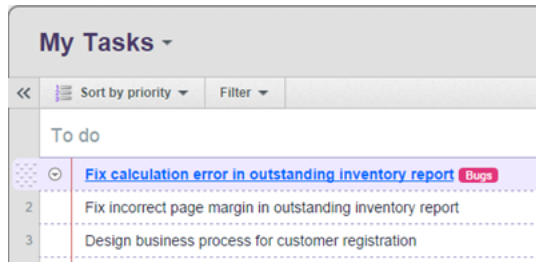 My Tasks
Sort by priority Filter
To do
Fix calculation error in outstanding inventory report Bugs
2 Fix incorrect page margin in outstanding inventory report
3 Design business process for customer registration